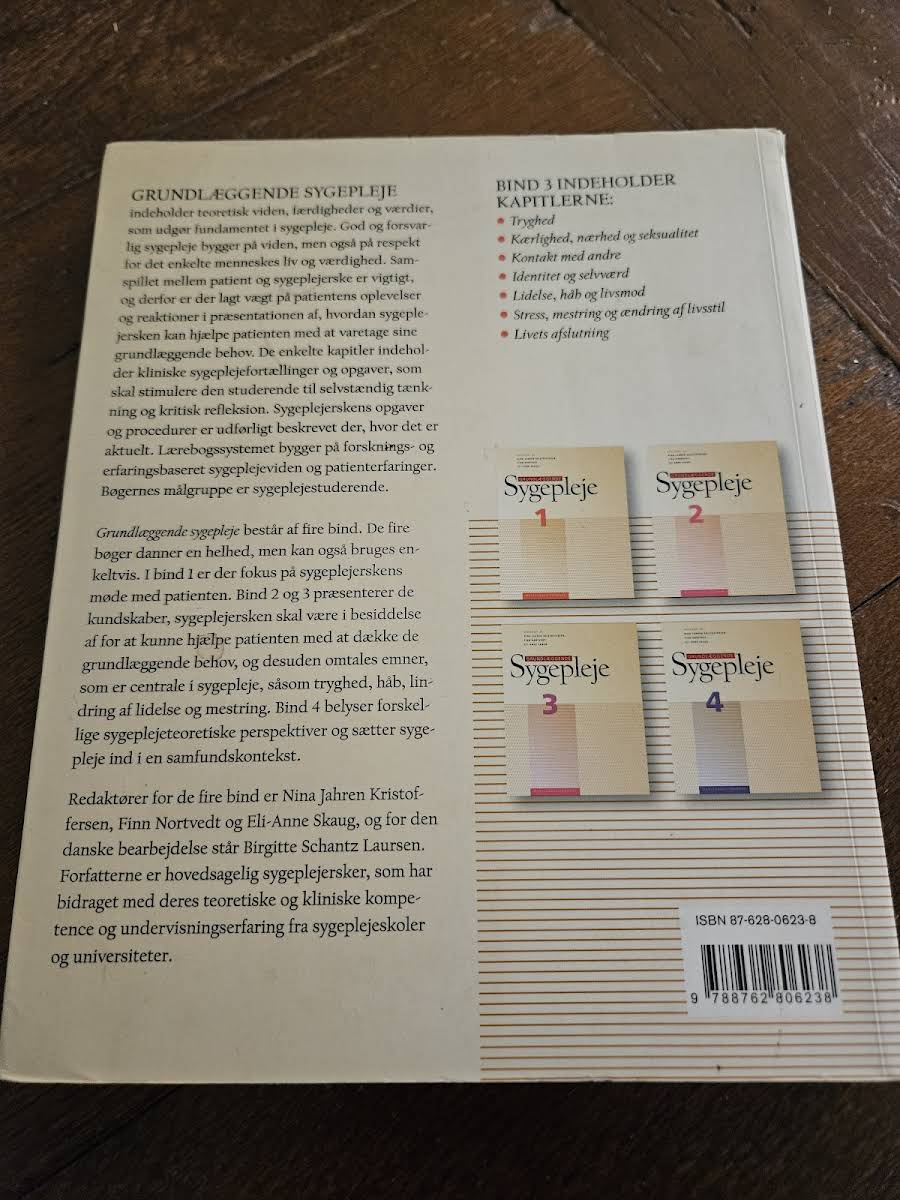 GRUNDLÆGGENDE SYGEPLEJE
indeholder teoretisk viden, færdigheder og værdier,
som udgør fundamentet i sygepleje. God og forsvar-
lig sygepleje bygger på viden, men også på respekt
for det enkelte menneskes liv og værdighed. Sam-
spillet mellem patient og sygeplejerske er vigtigt,
og derfor er der lagt vægt på patientens oplevelser
og reaktioner i præsentationen af, hvordan sygeple-
jersken kan hjælpe patienten med at varetage sine
grundlæggende behov. De enkelte kapitler indehol-
der kliniske sygeplejefortællinger og opgaver, som
skal stimulere den studerende til selvstændig tænk-
ning og kritisk refleksion. Sygeplejerskens opgaver
og procedurer er udførligt beskrevet der, hvor det er
aktuelt. Lærebogssystemet bygger på forsknings- og
erfaringsbaseret sygeplejeviden og patienterfaringer.
Bøgernes målgruppe er sygeplejestuderende.
Grundlæggende sygepleje består af fire bind. De fire
bøger danner en helhed, men kan også bruges en-
keltvis. I bind 1 er der fokus på sygeplejerskens
møde med patienten. Bind 2 og 3 præsenterer de
kundskaber, sygeplejersken skal være i besiddelse
af for at kunne hjælpe patienten med at dække de
grundlæggende behov, og desuden omtales emner,
som er centrale i sygepleje, såsom tryghed, håb, lin-
dring af lidelse og mestring. Bind 4 belyser forskel-
lige sygeplejeteoretiske perspektiver og sætter syge-
pleje ind i en samfundskontekst.
Redaktører for de fire bind er Nina Jahren Kristof-
fersen, Finn Nortvedt og Eli-Anne Skaug, og for den
danske bearbejdelse står Birgitte Schantz Laursen.
Forfatterne er hovedsagelig sygeplejersker, som har
bidraget med deres teoretiske og kliniske kompe-
tence og undervisningserfaring fra sygeplejeskoler
og universiteter.
BIND 3 INDEHOLDER
KAPITLERNE:
• Tryghed
• Kærlighed, nærhed og seksualitet
• Kontakt med andre
• Identitet og selvværd
• Lidelse, håb og livsmod
• Stress, mestring og ændring af livsstil
• Livets afslutning
GRUNDLÆGGENDE
Sygepleje
1
GRUNDLÆGGENDE
Sygepleje
2
GRUNDLÆGGENDE
Sygepleje
3
GRUNDLÆGGENDE
Sygepleje
4
ISBN 87-628-0623-8
9 788762 806238